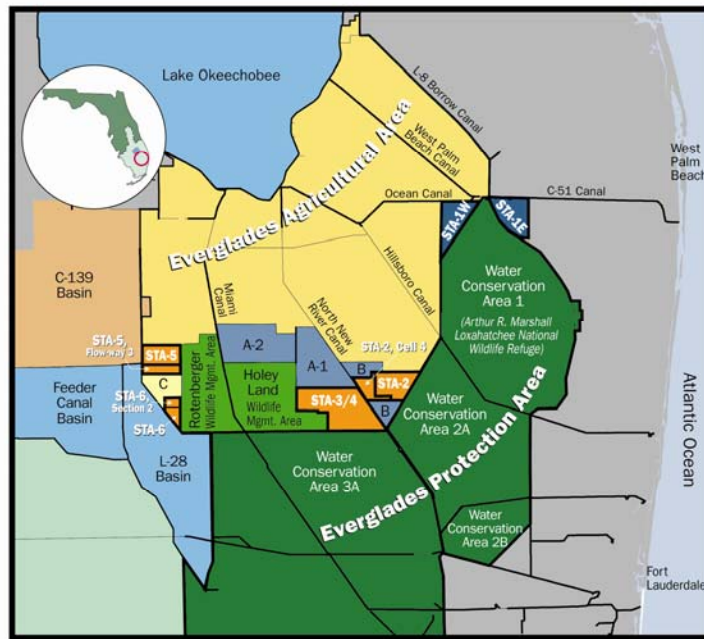 Lake Okeechobee
L-8 Borrow Canal
West Palm
Beach Canal
West
Palm
Beach
Everglades Agricultural Area
Ocean Canal
C-51 Canal
STA-1W
STA-1E
C-139
Basin
Miami
Canal
North New
River Canal
Hillsboro Canal
Water
Conservation
Area 1
(Arthur R. Marshall
Loxahatchee National
Wildlife Refuge)
STA-5,
Flow-way 3
STA-5
STA-2, Cell 4
A-2
A-1
B
STA-2
B
C
STA-6,
Section 2
STA-6
Rotenberger
Wildlife Mgmt. Area
Holey
Land
Wildlife
Mgmt. Area
STA-3/4
Feeder
Canal
Basin
L-28
Basin
Water
Conservation
Area 2A
Water
Conservation
Area 3A
Everglades Protection Area
Water
Conservation
Area 2B
Atlantic Ocean
Fort
Lauderdale